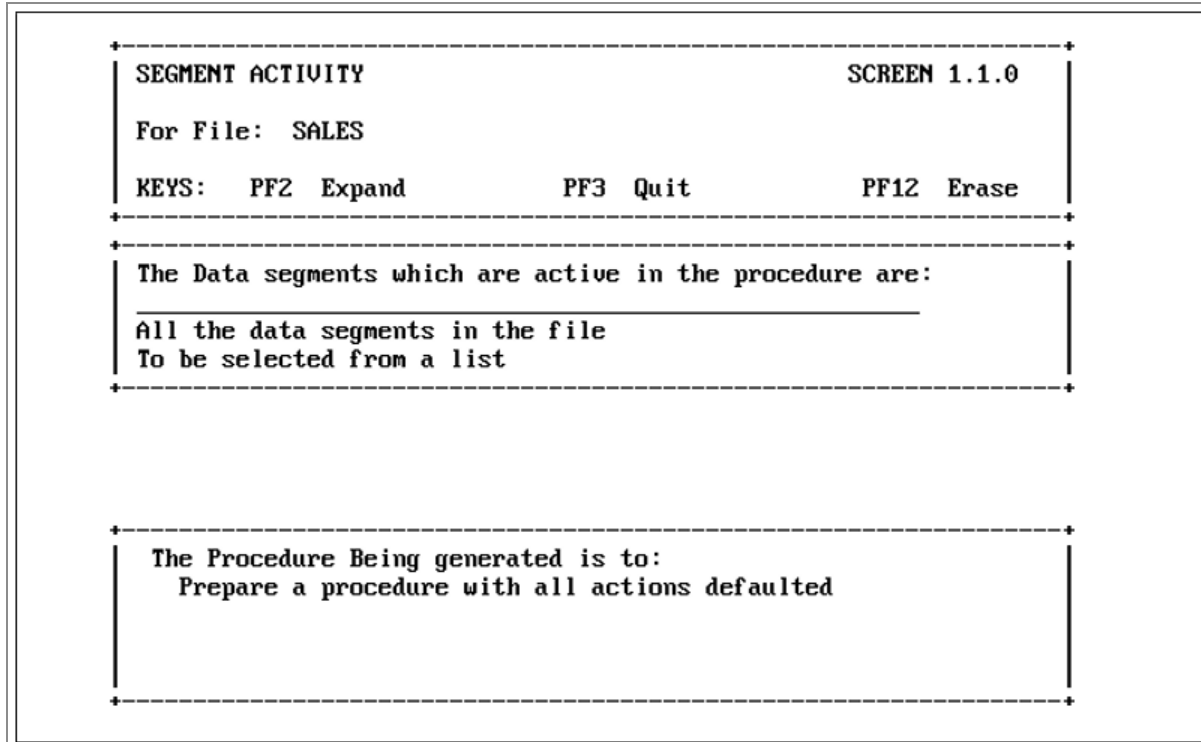 SEGMENT ACTIVITY SCREEN 1.1.0
For File: SALES
KEYS: PF2 Expand PF3 Quit PF12 Erase
The Data segments which are active in the procedure are:
All the data segments in the file
To be selected from a list
The Procedure Being generated is to:
Prepare a procedure with all actions defaulted